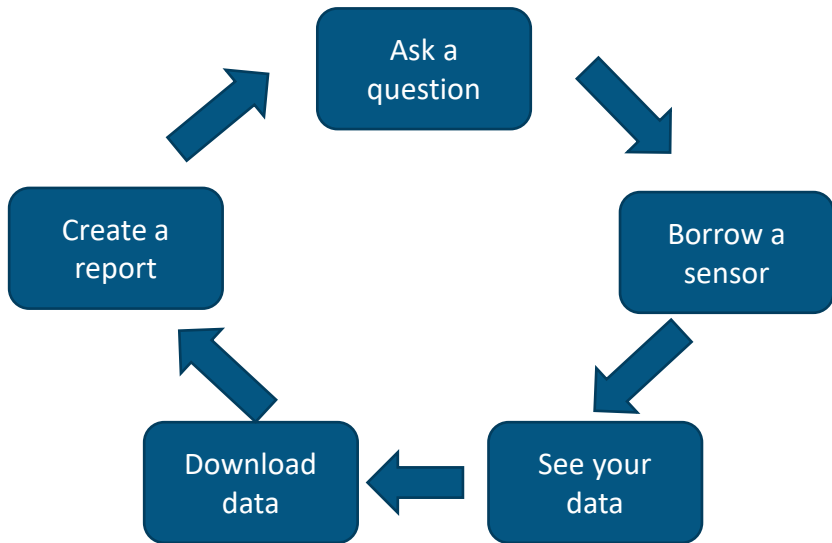 Ask a
question
Borrow a
sensor
See your
data
Download
data
Create a
report